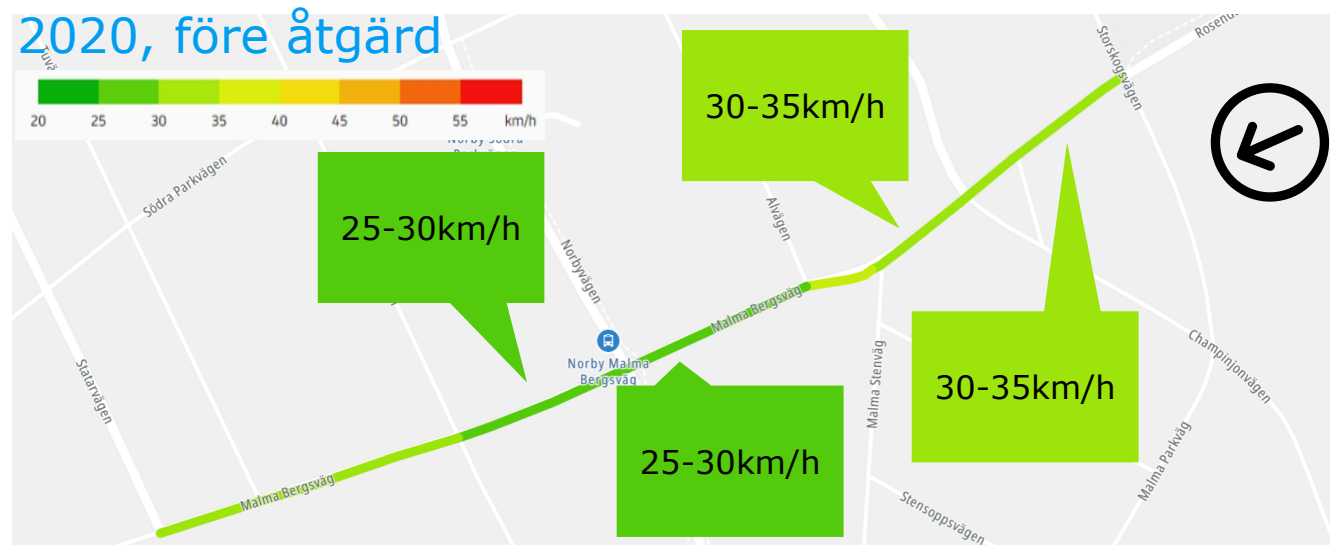 2020, före åtgärd
20 25 30 35 40 45 50 55 km/h
Norby Södra
Södra Parkvägen
Storskogsvägen
30-35km/h
25-30km/h
Alvägen
Norbyvägen
Malma Bergsväg
Norby Malma
Bergsväg
Statarvägen
Malma Stenväg
Champinjonvägen
30-35km/h
25-30km/h
Malma Bergsväg
Malma Parkväg
Stensoppsvägen